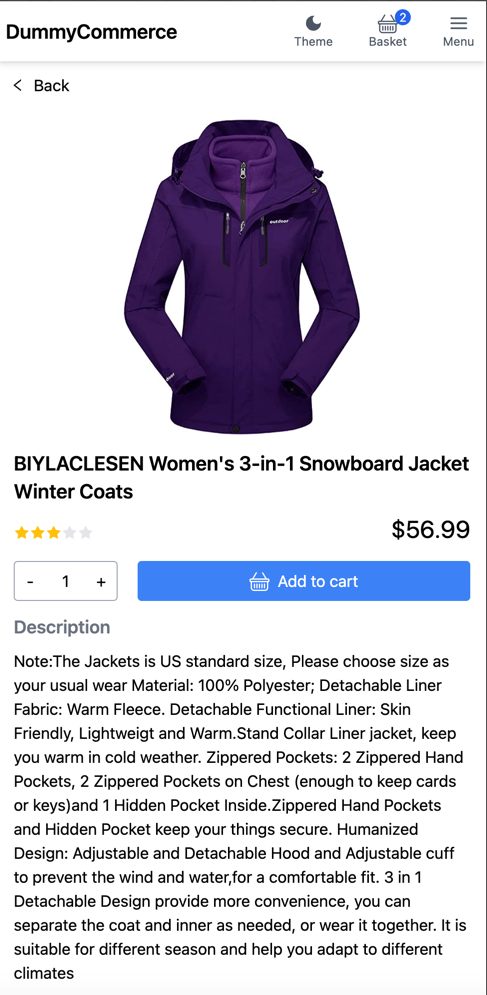 DummyCommerce
Theme
2
Basket
Menu
Back
outdoor
BIYLACLESEN Women's 3-in-1 Snowboard Jacket
Winter Coats
$56.99
- 1 +
Add to cart
Description
Note:The Jackets is US standard size, Please choose size as
your usual wear Material: 100% Polyester; Detachable Liner
Fabric: Warm Fleece. Detachable Functional Liner: Skin
Friendly, Lightweigt and Warm.Stand Collar Liner jacket, keep
you warm in cold weather. Zippered Pockets: 2 Zippered Hand
Pockets, 2 Zippered Pockets on Chest (enough to keep cards
or keys)and 1 Hidden Pocket Inside.Zippered Hand Pockets
and Hidden Pocket keep your things secure. Humanized
Design: Adjustable and Detachable Hood and Adjustable cuff
to prevent the wind and water,for a comfortable fit. 3 in 1
Detachable Design provide more convenience, you can
separate the coat and inner as needed, or wear it together. It is
suitable for different season and help you adapt to different
climates